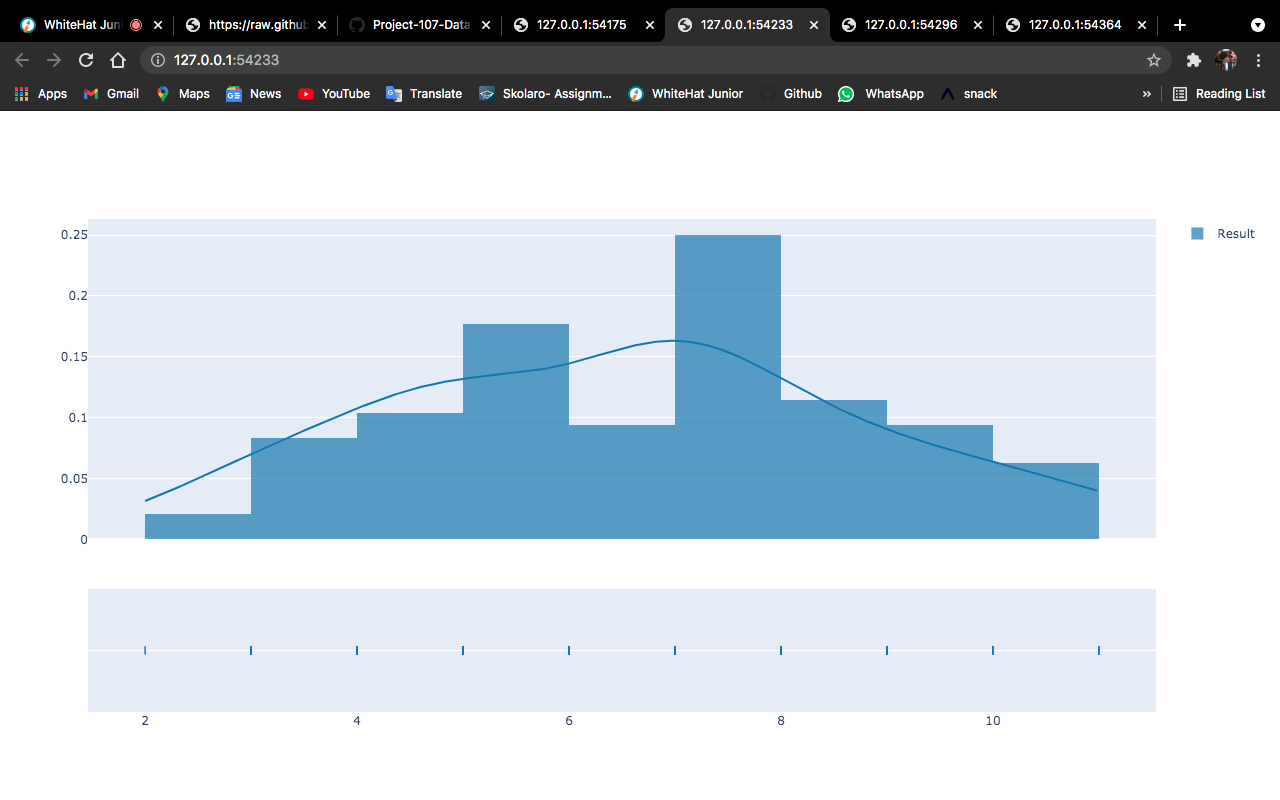 WhiteHat Juni
https://raw.github
Project-107-Data
127.0.0.1:54175
127.0.0.1:54233
127.0.0.1:54296
127.0.0.1:54364
127.0.0.1:54233
Apps
Gmail
Maps
News
YouTube
Translate
Skolaro- Assignm...
WhiteHat Junior
Github
WhatsApp
snack
»
Reading List
0.25
0.2
0.15
0.1
0.05
0
Result
2
4
6
8
10